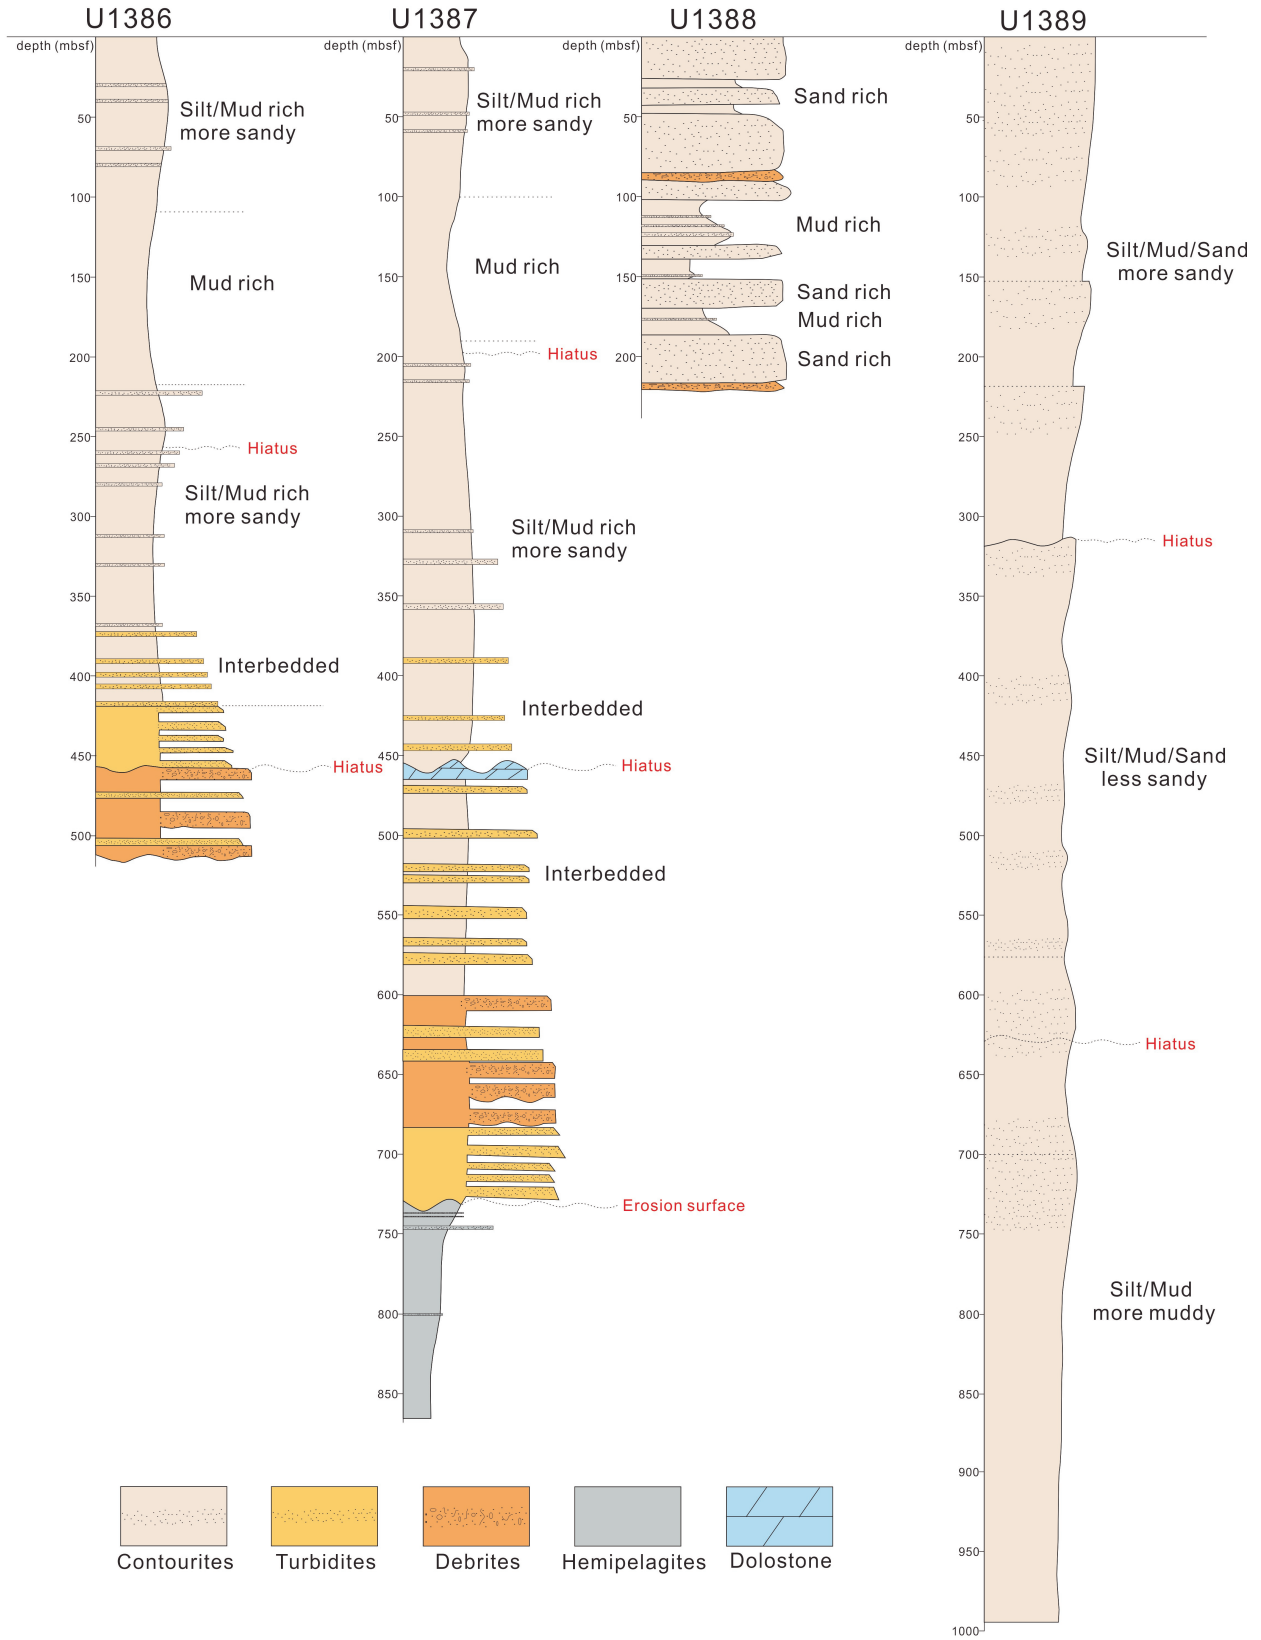 U1386
U1387
U1388
U1389
depth (mbsf)
depth (mbsf)
depth (mbsf)
depth (mbsf)
50
100
150
200
250
300
350
400
450
500
Silt/Mud rich
more sandy
Mud rich
Hiatus
Silt/Mud rich
more sandy
Interbedded
Hiatus
50
100
150
200
250
300
350
400
450
500
550
600
650
700
750
800
850
Silt/Mud rich
more sandy
Mud rich
Hiatus
Silt/Mud rich
more sandy
Interbedded
Hiatus
Interbedded
Erosion surface
50
100
150
200
Sand rich
Mud rich
Sand rich
Mud rich
Sand rich
50
100
150
200
250
300
350
400
450
500
550
600
650
700
750
800
850
900
950
1000
Silt/Mud/Sand
more sandy
Hiatus
Silt/Mud/Sand
less sandy
Hiatus
Silt/Mud
more muddy
Contourites
Turbidites
Debrites
Hemipelagites
Dolostone